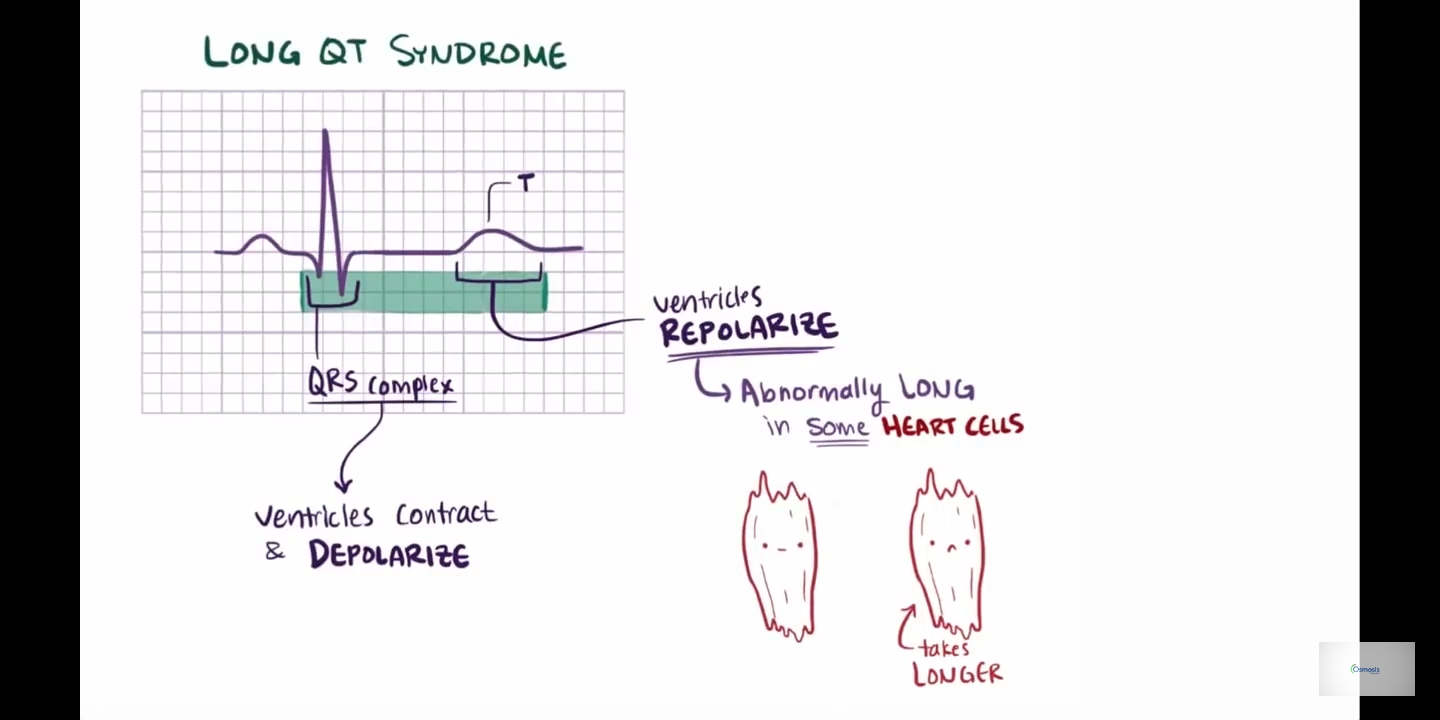 LONG QT SYNDROME
T
QRS complex
ventricles contract
& DEPOLARIZE
ventricles
REPOLARIZE
Abnormally LONG
in some HEART CELLS
takes
LONGER
Osmosis